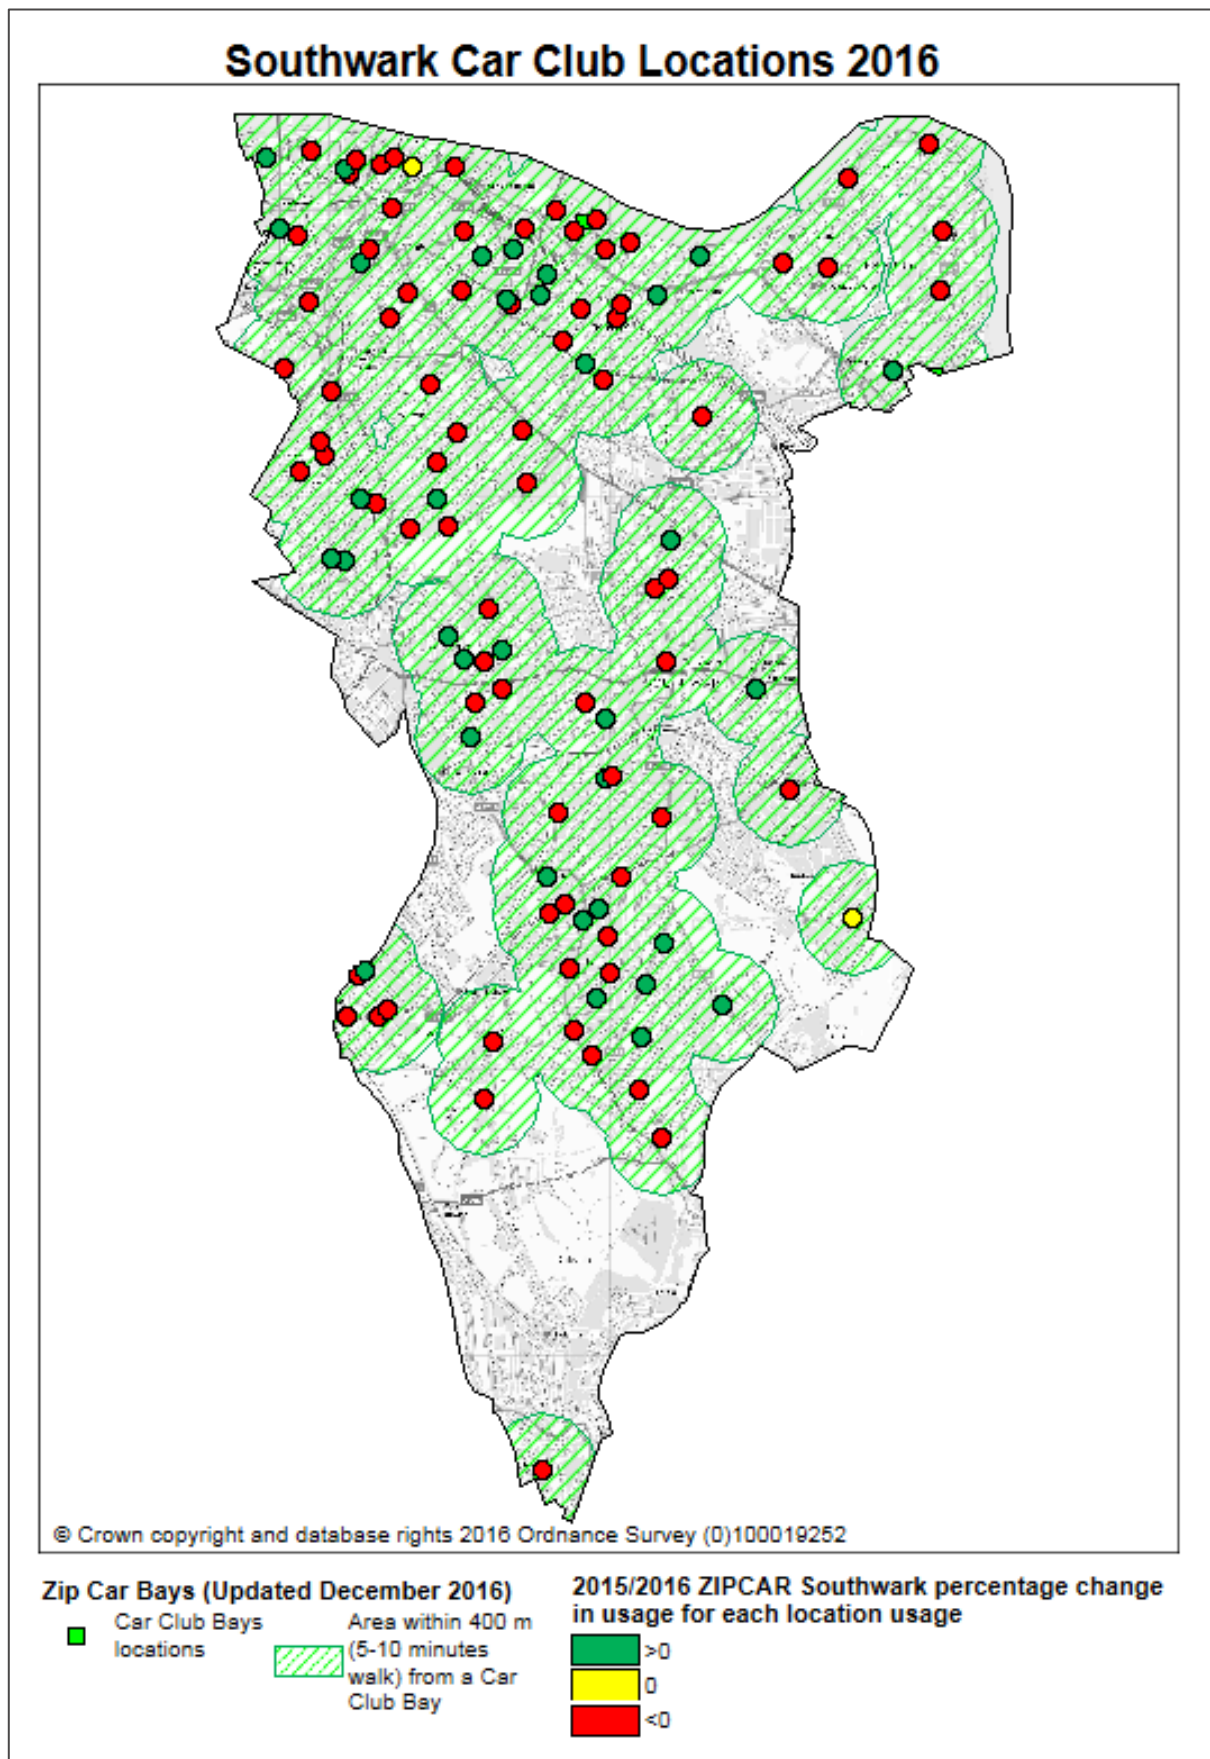 Southwark Car Club Locations 2016
© Crown copyright and database rights 2016 Ordnance Survey (0)100019252
Zip Car Bays (Updated December 2016)
Car Club Bays
locations
Area within 400 m
(5-10 minutes
walk) from a Car
Club Bay
2015/2016 ZIPCAR Southwark percentage change
in usage for each location usage
>0
0
<0